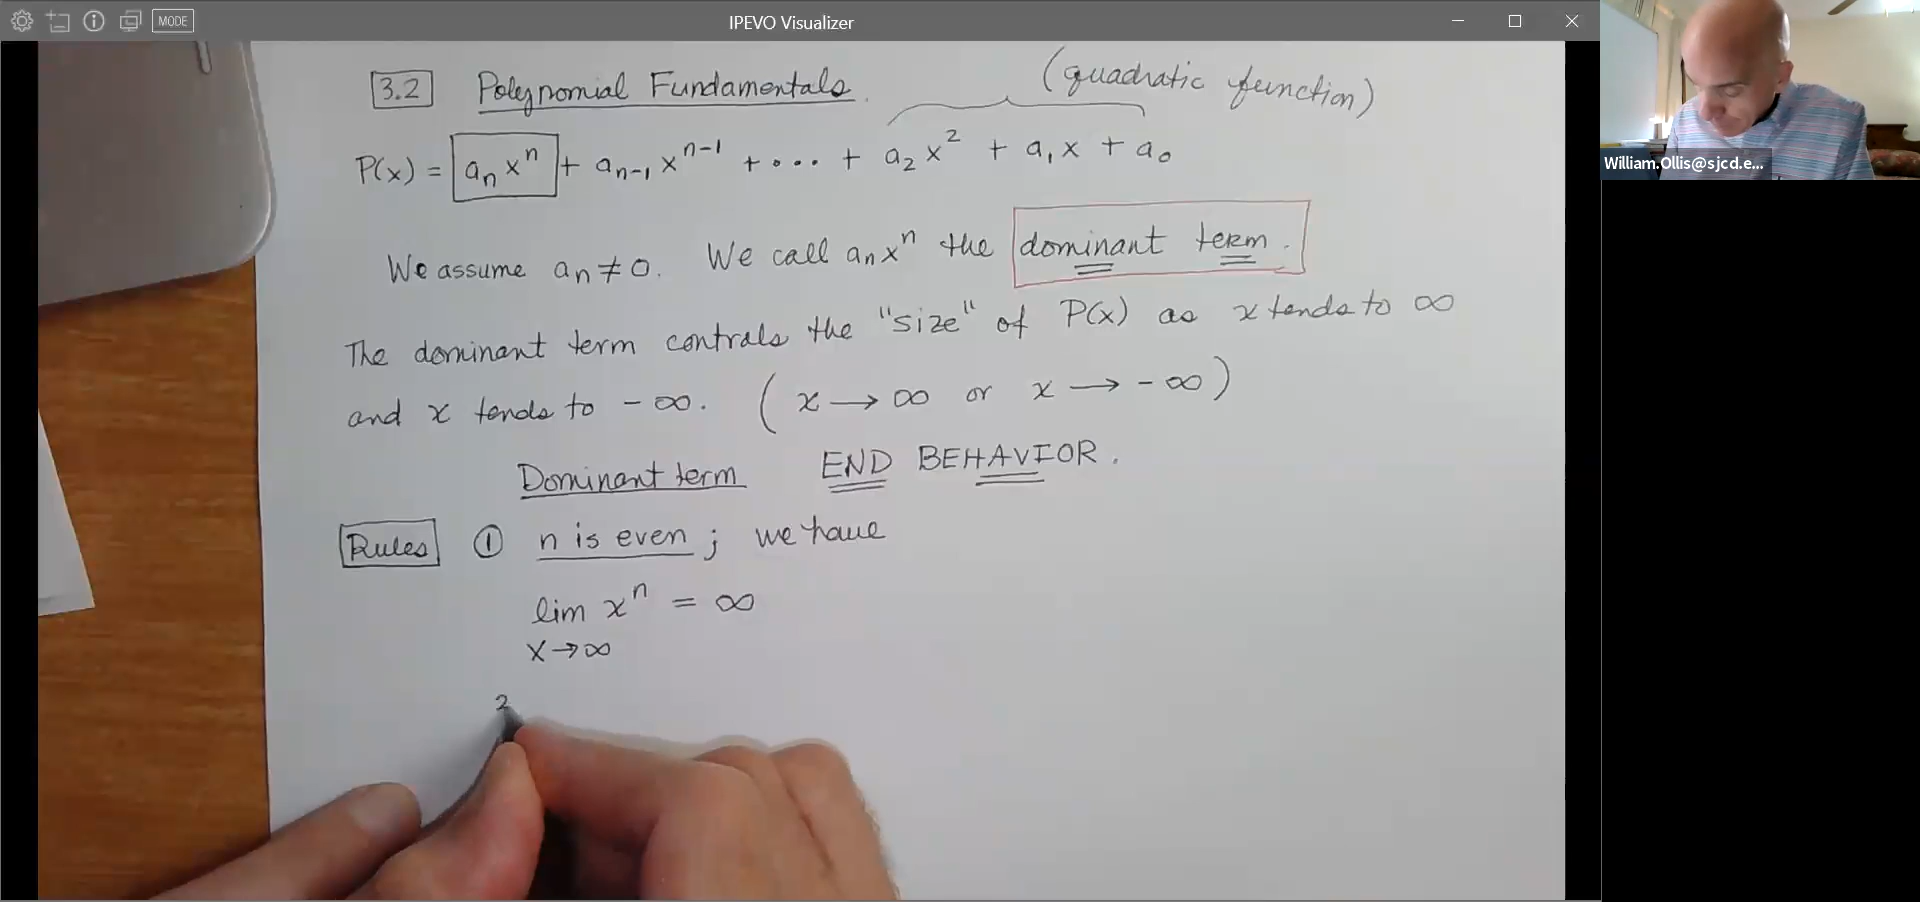 MODE
IPEVO Visualizer
3.2 Polynomial Fundamentals.
(quadratic function)
P(x) = aₙxⁿ + aₙ₋₁xⁿ⁻¹ + ... + a₂x² + a₁x + a₀
We assume aₙ ≠ 0. We call aₙxⁿ the dominant term.
The dominant term controls the "size" of P(x) as x tends to ∞
and x tends to -∞. (x → ∞ or x → -∞)
Dominant term END BEHAVIOR.
Rules ① n is even; we have
lim xⁿ = ∞
x→∞
2
William.Ollis@sjcd.e...